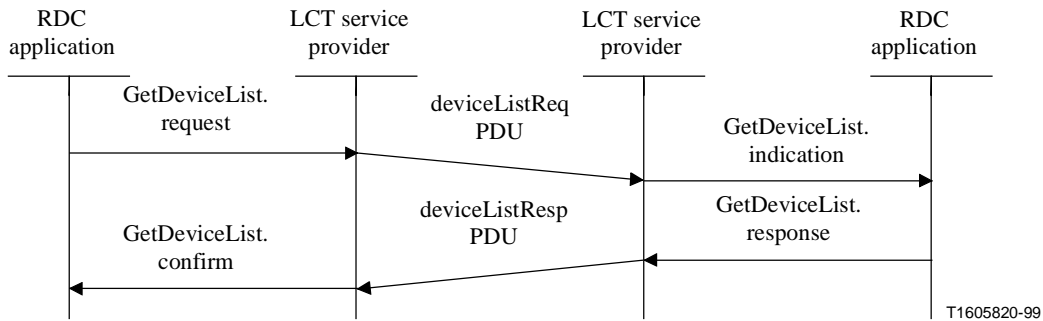 RDC
application
LCT service
provider
LCT service
provider
RDC
application
GetDeviceList.
request
deviceListReq
PDU
GetDeviceList.
indication
deviceListResp
PDU
GetDeviceList.
response
GetDeviceList.
confirm
T1605820-99